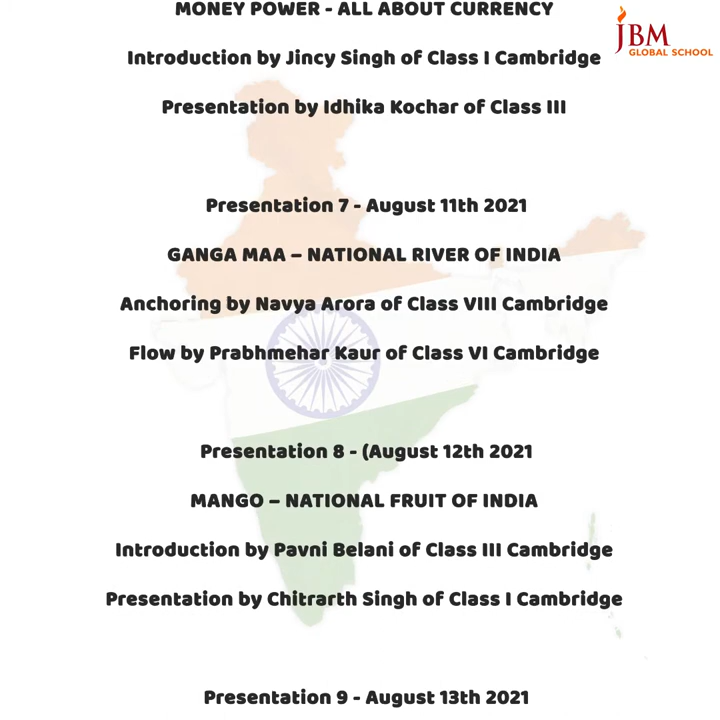 MONEY POWER - ALL ABOUT CURRENCY
JBM
GLOBAL SCHOOL
Introduction by Jincy Singh of Class I Cambridge
Presentation by Idhika Kochar of Class III
Presentation 7 - August 11th 2021
GANGA MAA – NATIONAL RIVER OF INDIA
Anchoring by Navya Arora of Class VIII Cambridge
Flow by Prabhmehar Kaur of Class VI Cambridge
Presentation 8 - (August 12th 2021
MANGO – NATIONAL FRUIT OF INDIA
Introduction by Pavni Belani of Class III Cambridge
Presentation by Chitrarth Singh of Class I Cambridge
Presentation 9 - August 13th 2021